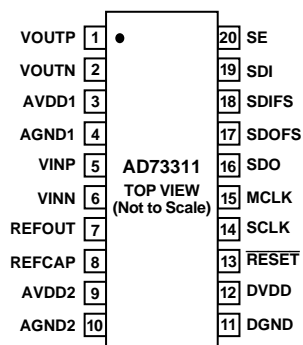 VOUTP 1 20 SE
VOUTN 2 19 SDI
AVDD1 3 18 SDIFS
AGND1 4 17 SDOFS
VINP 5 AD73311 16 SDO
VINN 6 TOP VIEW 15 MCLK
(Not to Scale)
REFOUT 7 14 SCLK
REFCAP 8 13 RESET
AVDD2 9 12 DVDD
AGND2 10 11 DGND